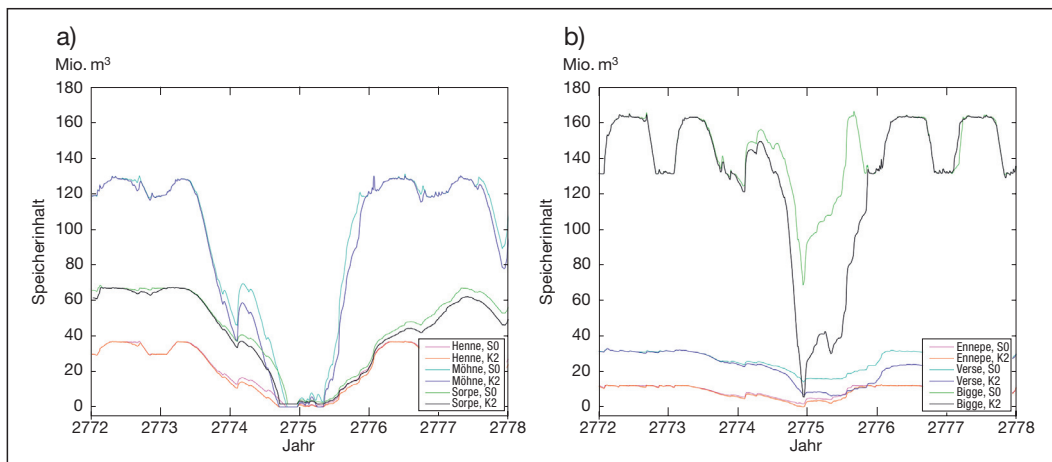 a)
Mio. m³
Speicherinhalt
180
160
140
120
100
80
60
40
20
0
2772 2773 2774 2775 2776 2777 2778
Jahr
Henne, S0
Henne, K2
Möhne, S0
Möhne, K2
Sorpe, S0
Sorpe, K2
b)
Mio. m³
Speicherinhalt
180
160
140
120
100
80
60
40
20
0
2772 2773 2774 2775 2776 2777 2778
Jahr
Ennepe, S0
Ennepe, K2
Verse, S0
Verse, K2
Bigge, S0
Bigge, K2